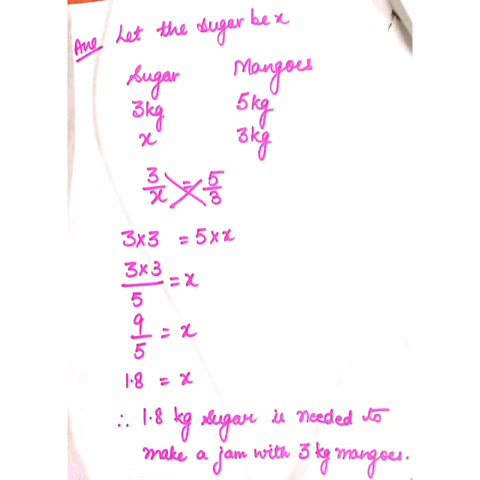 Ans Let the sugar be x
Sugar Mangoes
3kg 5kg
x 3kg
3/x = 5/3
3×3 = 5×x
3×3/5 = x
9/5 = x
1.8 = x
∴ 1.8 kg sugar is needed to
make a jam with 3 kg mangoes.